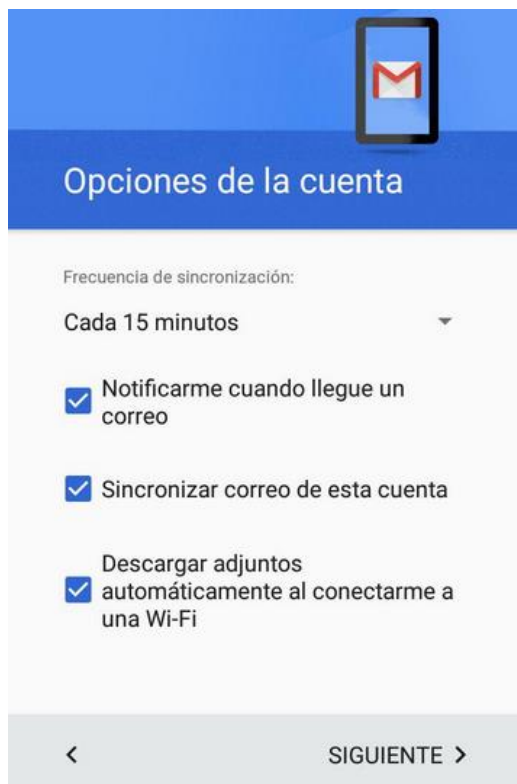 Opciones de la cuenta
Frecuencia de sincronización:
Cada 15 minutos
Notificarme cuando llegue un
correo
Sincronizar correo de esta cuenta
Descargar adjuntos
automáticamente al conectarme a
una Wi-Fi
SIGUIENTE